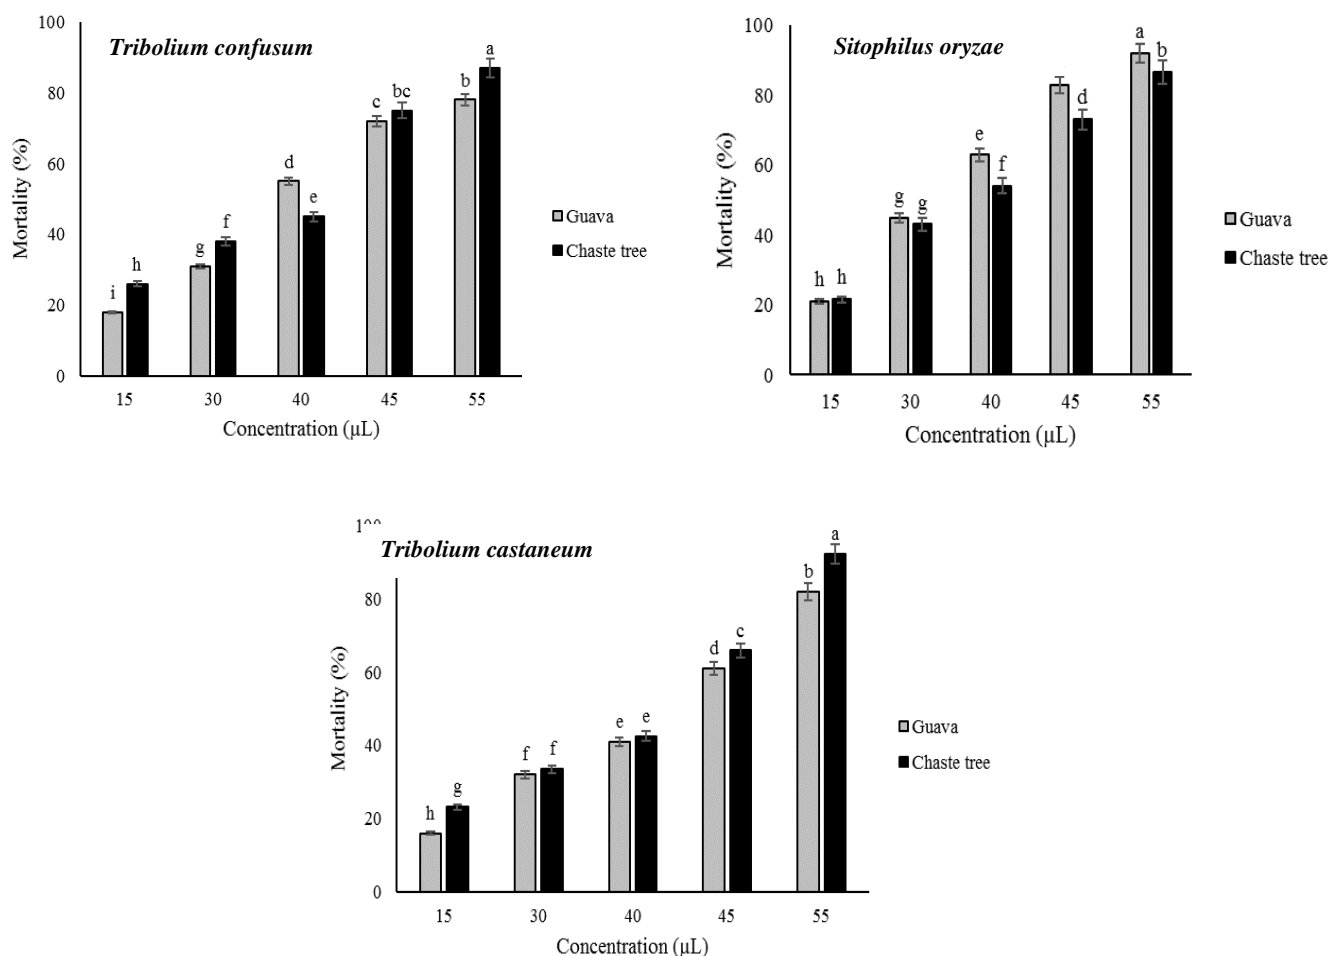 Tribolium confusum
100
80
60
40
20
0
Mortality (%)
i h g f d e c bc b a
15 30 40 45 55
Concentration (µL)
Guava
Chaste tree
Sitophilus oryzae
100
80
60
40
20
0
Mortality (%)
h h g g e f d a b
15 30 40 45 55
Concentration (µL)
Guava
Chaste tree
Tribolium castaneum
80
60
40
20
0
Mortality (%)
h g f f e e d c b a
15 30 40 45 55
Concentration (µL)
Guava
Chaste tree